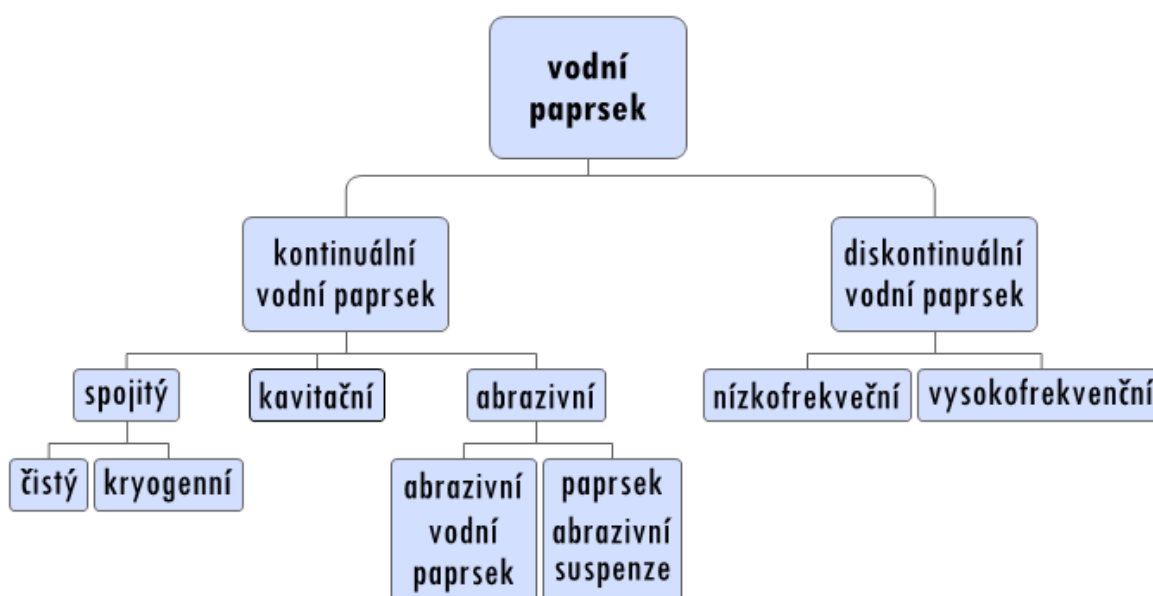 vodní
paprsek
kontinuální
vodní paprsek
diskontinuální
vodní paprsek
spojitý
kavitační
abrazivní
nízkofrekveční
vysokofrekvenční
čistý
kryogenní
abrazivní
vodní
paprsek
paprsek
abrazivní
suspenze